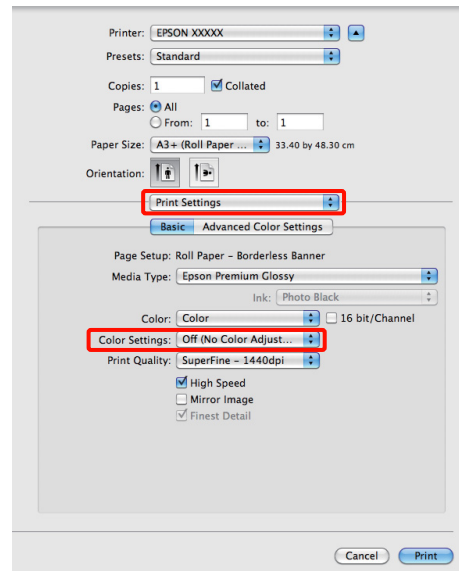 Printer: EPSON XXXXX
Presets: Standard
Copies: 1 Collated
Pages: All
From: 1 to: 1
Paper Size: A3+ (Roll Paper ... 33.40 by 48.30 cm
Orientation:
Print Settings
Basic Advanced Color Settings
Page Setup: Roll Paper - Borderless Banner
Media Type: Epson Premium Glossy
Ink: Photo Black
Color: Color 16 bit/Channel
Color Settings: Off (No Color Adjust...
Print Quality: SuperFine - 1440dpi
High Speed
Mirror Image
Finest Detail
Cancel Print